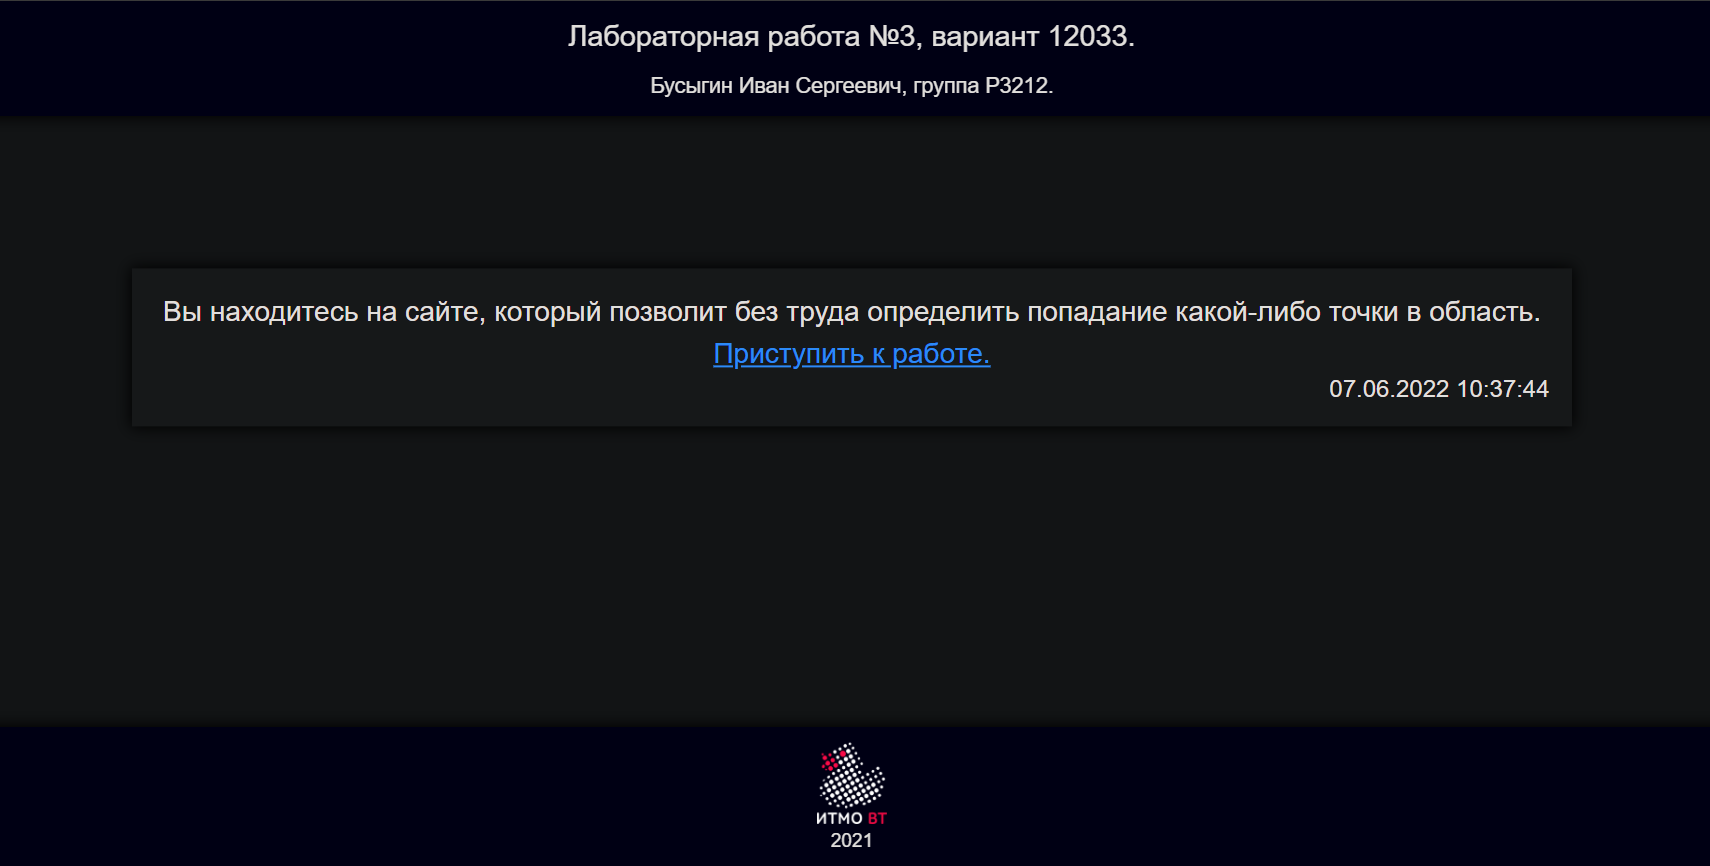 Лабораторная работа №3, вариант 12033.
Бусыгин Иван Сергеевич, группа P3212.
Вы находитесь на сайте, который позволит без труда определить попадание какой-либо точки в область.
Приступить к работе.
07.06.2022 10:37:44
ИТМО ВТ
2021